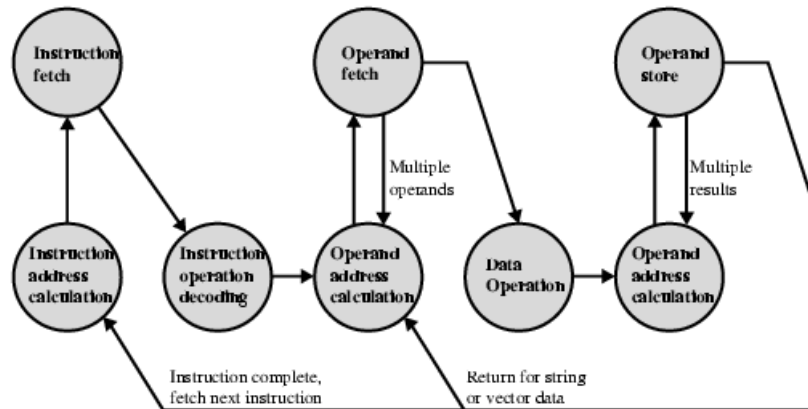 Instruction
fetch
Operand
fetch
Operand
store
Multiple
operands
Multiple
results
Instruction
address
calculation
Instruction
operation
decoding
Operand
address
calculation
Data
Operation
Operand
address
calculation
Instruction complete,
fetch next instruction
Return for string
or vector data